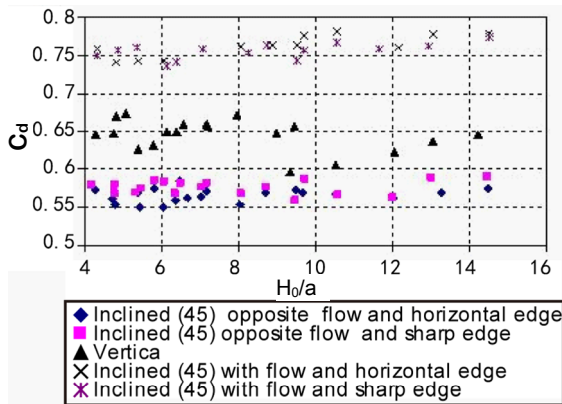 0. 8
0. 75
0. 7
0. 65
0. 6
0. 55
0. 5
Cd
4 6 8 10 12 14 16
H0/a
Inclined (45) opposite flow and horizontal edge
Inclined (45) opposite flow and sharp edge
Vertica
Inclined (45) with flow and horizontal edge
Inclined (45) with flow and sharp edge